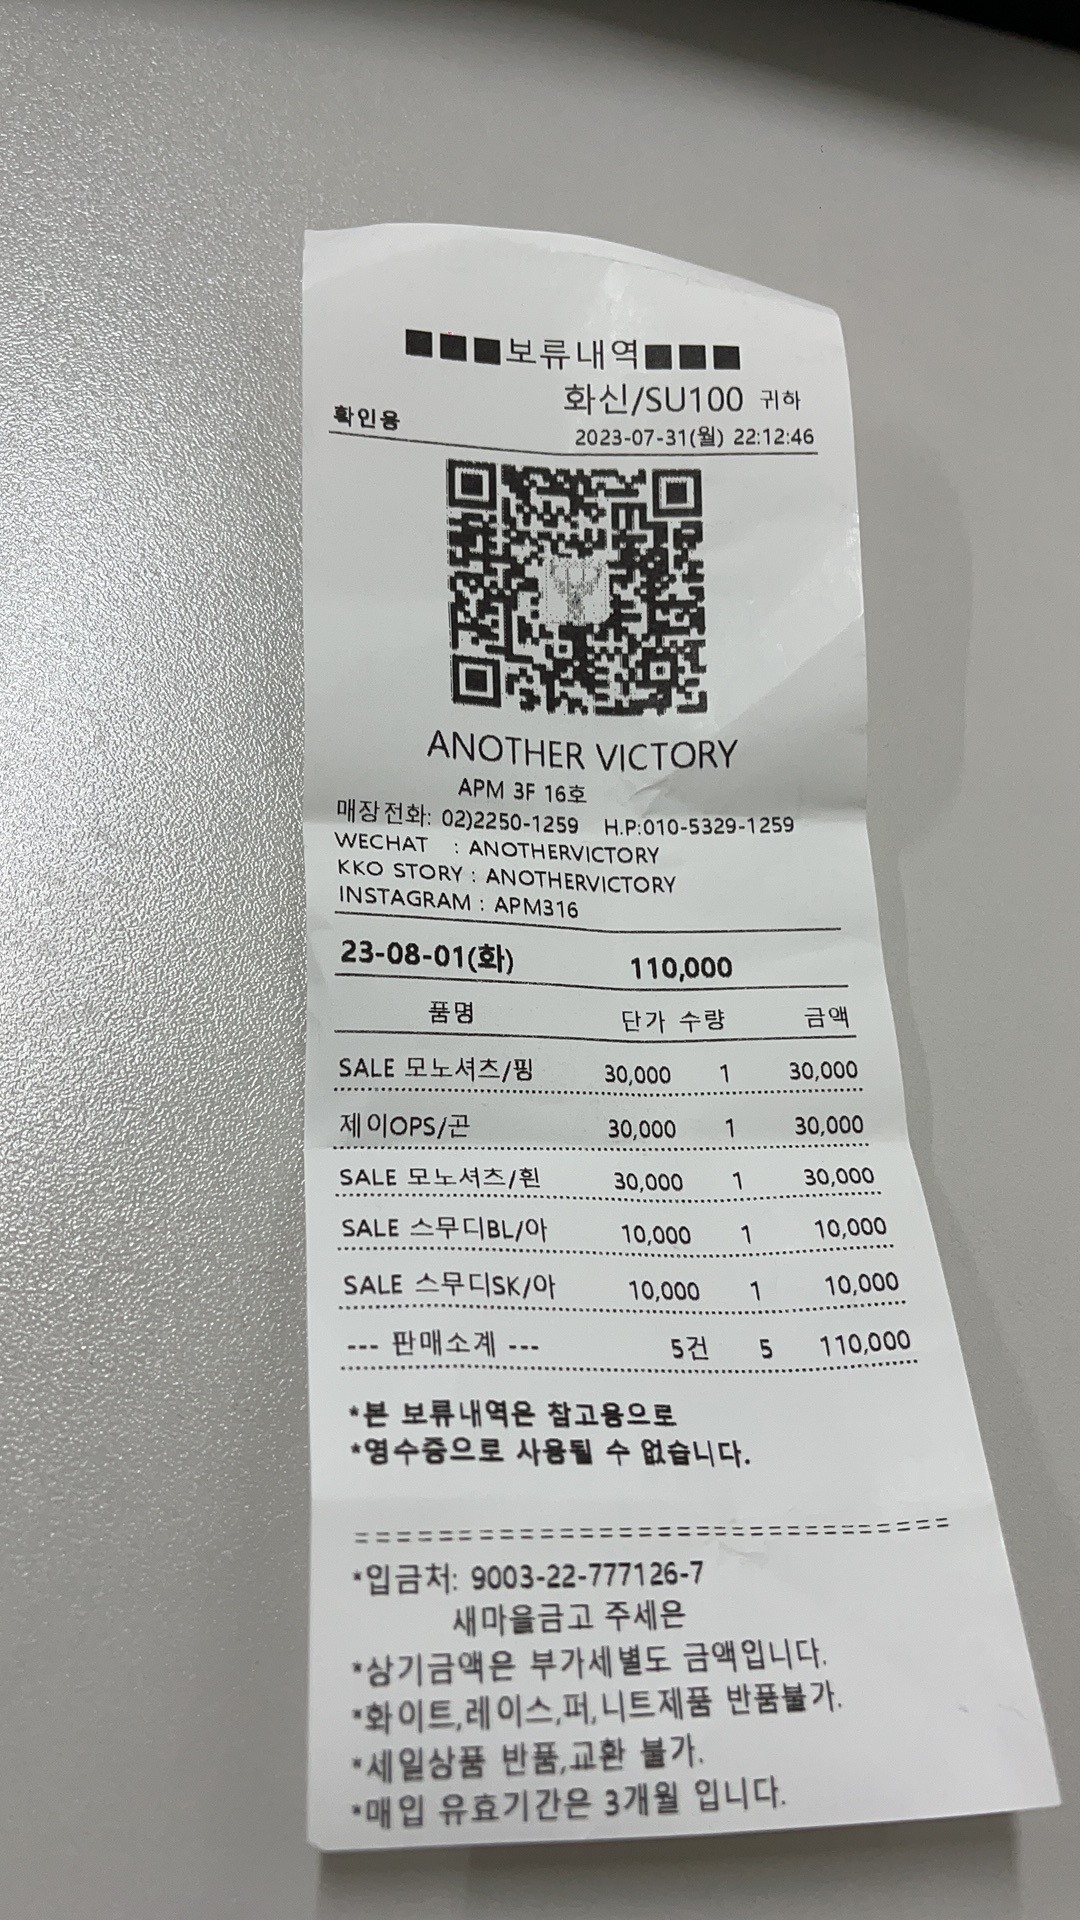 ■■■보류내역■■■
화신/SU100 귀하
확인용
2023-07-31(월) 22:12:46
ANOTHER VICTORY
APM 3F 16호
매장전화: 02)2250-1259 H.P:010-5329-1259
WECHAT : ANOTHERVICTORY
KKO STORY : ANOTHERVICTORY
INSTAGRAM : APM316
23-08-01(화) 110,000
품명 단가 수량 금액
SALE 모노셔츠/핑 30,000 1 30,000
제이OPS/곤 30,000 1 30,000
SALE 모노셔츠/흰 30,000 1 30,000
SALE 스무디BL/아 10,000 1 10,000
SALE 스무디SK/아 10,000 1 10,000
--- 판매소계 --- 5건 5 110,000
*본 보류내역은 참고용으로
*영수증으로 사용될 수 없습니다.
=============================
*입금처: 9003-22-777126-7
새마을금고 주세은
*상기금액은 부가세별도 금액입니다.
*화이트,레이스,퍼,니트제품 반품불가.
*세일상품 반품,교환 불가.
*매입 유효기간은 3개월 입니다.